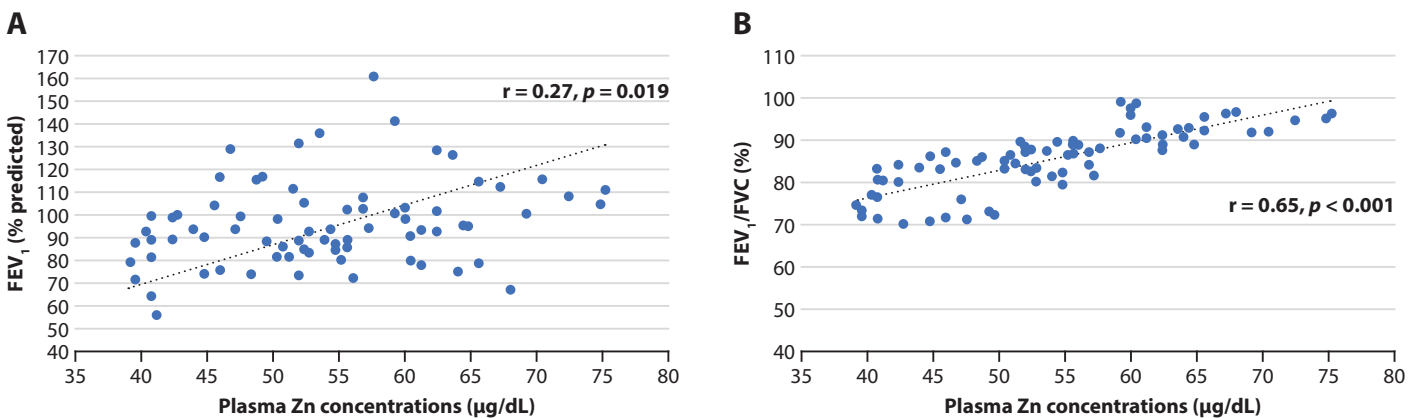 A
FEV1 (% predicted)
170
160
150
140
130
120
110
100
90
80
70
60
50
40
35 40 45 50 55 60 65 70 75 80
Plasma Zn concentrations (μg/dL)
r = 0.27, p = 0.019
B
FEV1/FVC (%)
110
100
90
80
70
60
50
40
35 40 45 50 55 60 65 70 75 80
Plasma Zn concentrations (μg/dL)
r = 0.65, p < 0.001